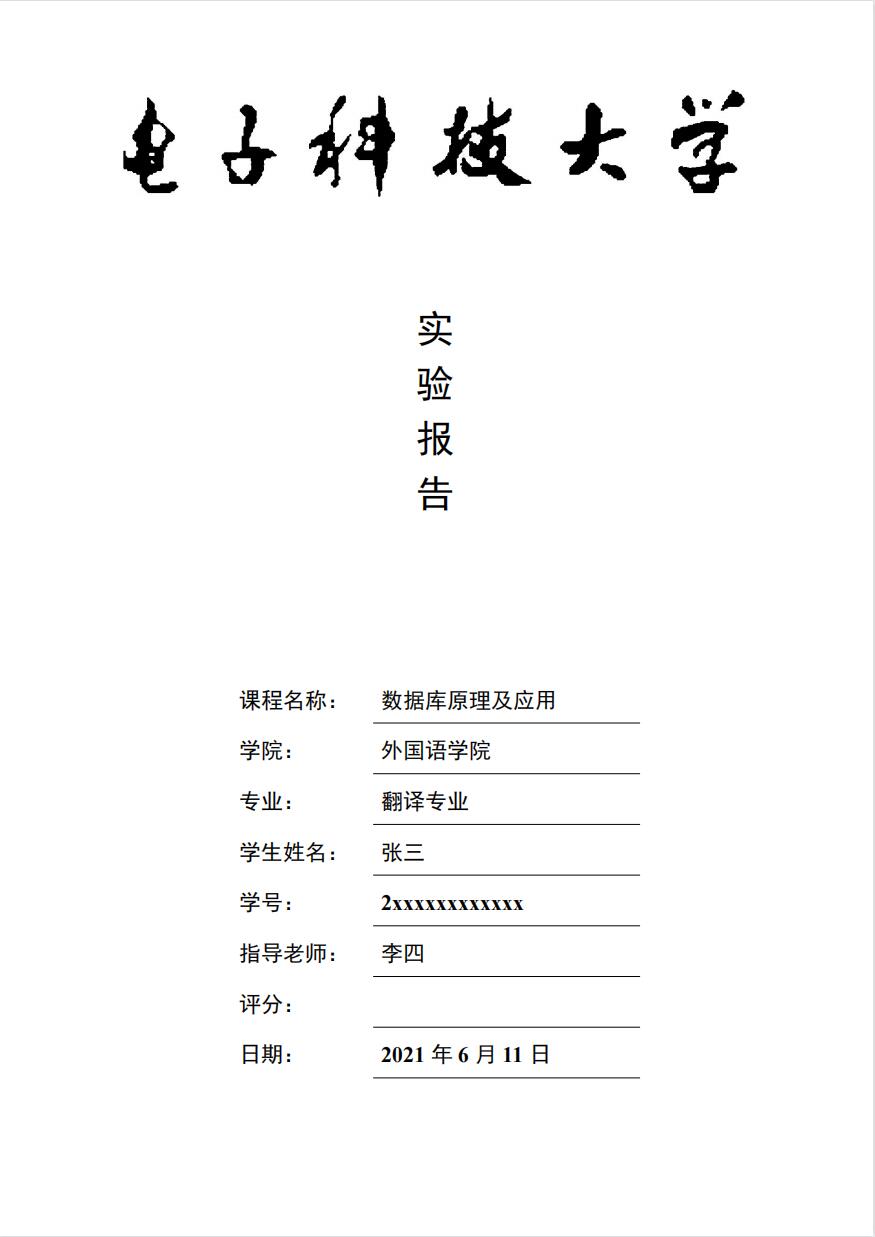 电子科技大学
实
验
报
告
课程名称： 数据库原理及应用
学院： 外国语学院
专业： 翻译专业
学生姓名： 张三
学号： 2xxxxxxxxxxxx
指导老师： 李四
评分：
日期： 2021 年 6 月 11 日